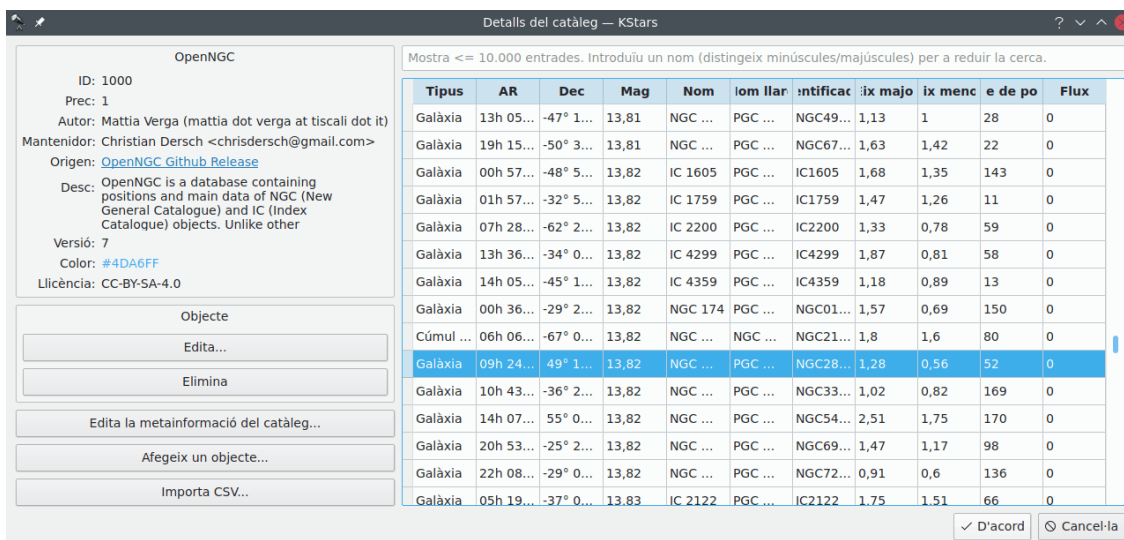 Detalls del catàleg — KStars
OpenNGC
ID: 1000
Prec: 1
Autor: Mattia Verga (mattia dot verga at tiscali dot it)
Mantenidor: Christian Dersch <chrisdersch@gmail.com>
Origen: OpenNGC Github Release
Desc: OpenNGC is a database containing
positions and main data of NGC (New
General Catalogue) and IC (Index
Catalogue) objects. Unlike other
Versió: 7
Color: #4DA6FF
Llicència: CC-BY-SA-4.0
Objecte
Edita...
Elimina
Edita la metainformació del catàleg...
Afegeix un objecte...
Importa CSV...
Mostra <= 10.000 entrades. Introduïu un nom (distingeix minúscules/majúscules) per a reduir la cerca.
Tipus AR Dec Mag Nom lom llar entificac ix majo ix menc e de po Flux
Galàxia 13h 05... -47° 1... 13,81 NGC ... PGC ... NGC49... 1,13 1 28 0
Galàxia 19h 15... -50° 3... 13,81 NGC ... PGC ... NGC67... 1,63 1,42 22 0
Galàxia 00h 57... -48° 5... 13,82 IC 1605 PGC ... IC1605 1,68 1,35 143 0
Galàxia 01h 57... -32° 5... 13,82 IC 1759 PGC ... IC1759 1,47 1,26 11 0
Galàxia 07h 28... -62° 2... 13,82 IC 2200 PGC ... IC2200 1,33 0,78 59 0
Galàxia 13h 36... -34° 0... 13,82 IC 4299 PGC ... IC4299 1,87 0,81 58 0
Galàxia 14h 05... -45° 1... 13,82 IC 4359 PGC ... IC4359 1,18 0,89 13 0
Galàxia 00h 36... -29° 2... 13,82 NGC 174 PGC ... NGC01... 1,57 0,69 150 0
Cúmul ... 06h 06... -67° 0... 13,82 NGC ... NGC ... NGC21... 1,8 1,6 80 0
Galàxia 09h 24... 49° 1... 13,82 NGC ... PGC ... NGC28... 1,28 0,56 52 0
Galàxia 10h 43... -36° 2... 13,82 NGC ... PGC ... NGC33... 1,02 0,82 169 0
Galàxia 14h 07... 55° 0... 13,82 NGC ... PGC ... NGC54... 2,51 1,75 170 0
Galàxia 20h 53... -25° 2... 13,82 NGC ... PGC ... NGC69... 1,47 1,17 98 0
Galàxia 22h 08... -29° 0... 13,82 NGC ... PGC ... NGC72... 0,91 0,6 136 0
Galàxia 05h 19... -37° 0... 13,83 IC 2122 PGC ... IC2122 1,75 1,51 66 0
D'acord
Cancel·la